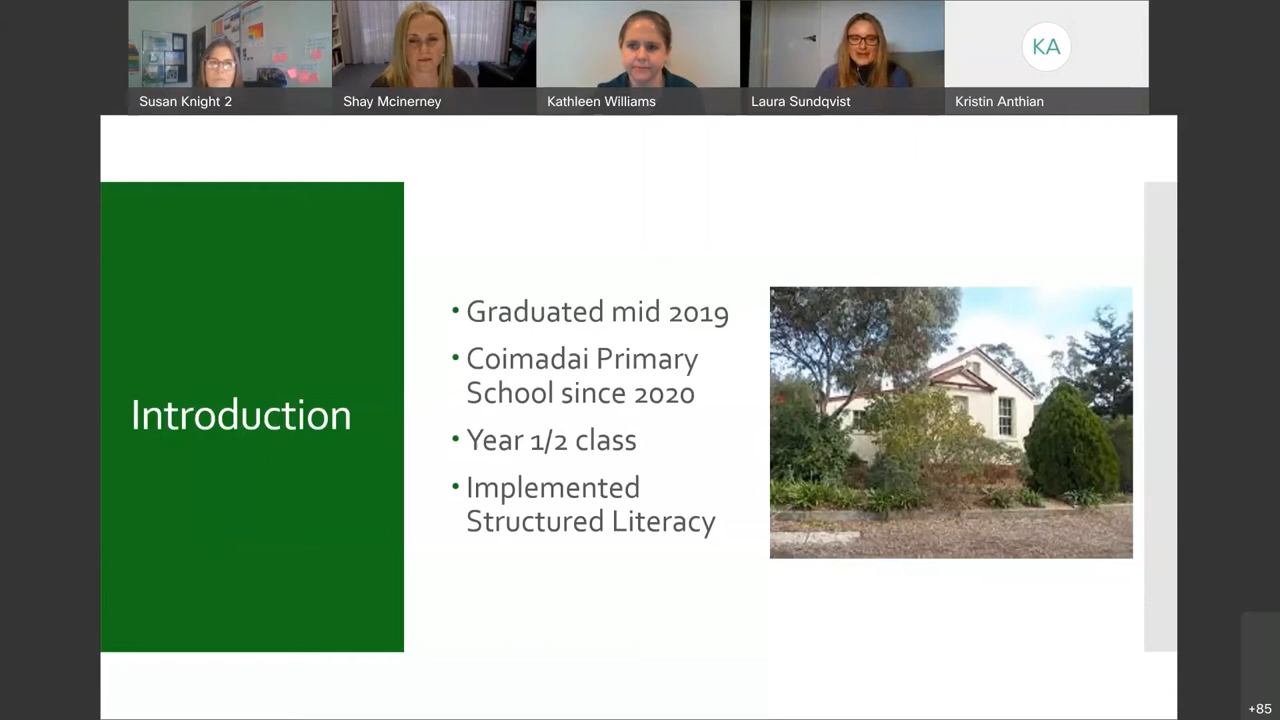 Susan Knight 2
Shay Mcinerney
Kathleen Williams
Laura Sundqvist
KA
Kristin Anthian
Introduction
• Graduated mid 2019
• Coimadai Primary
School since 2020
• Year 1/2 class
• Implemented
Structured Literacy
+85